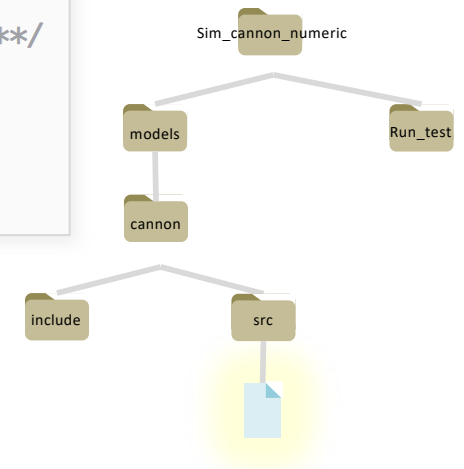 **/
Sim_cannon_numeric
models
Run_test
cannon
include
src